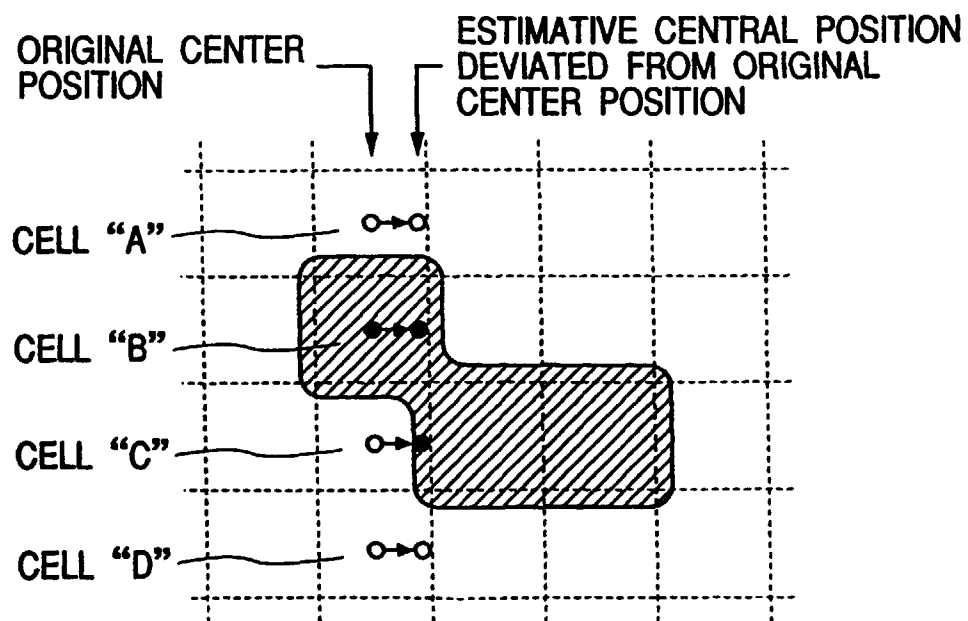 ORIGINAL CENTER
POSITION
ESTIMATIVE CENTRAL POSITION
DEVIATED FROM ORIGINAL
CENTER POSITION
CELL “A”
CELL “B”
CELL “C”
CELL “D”